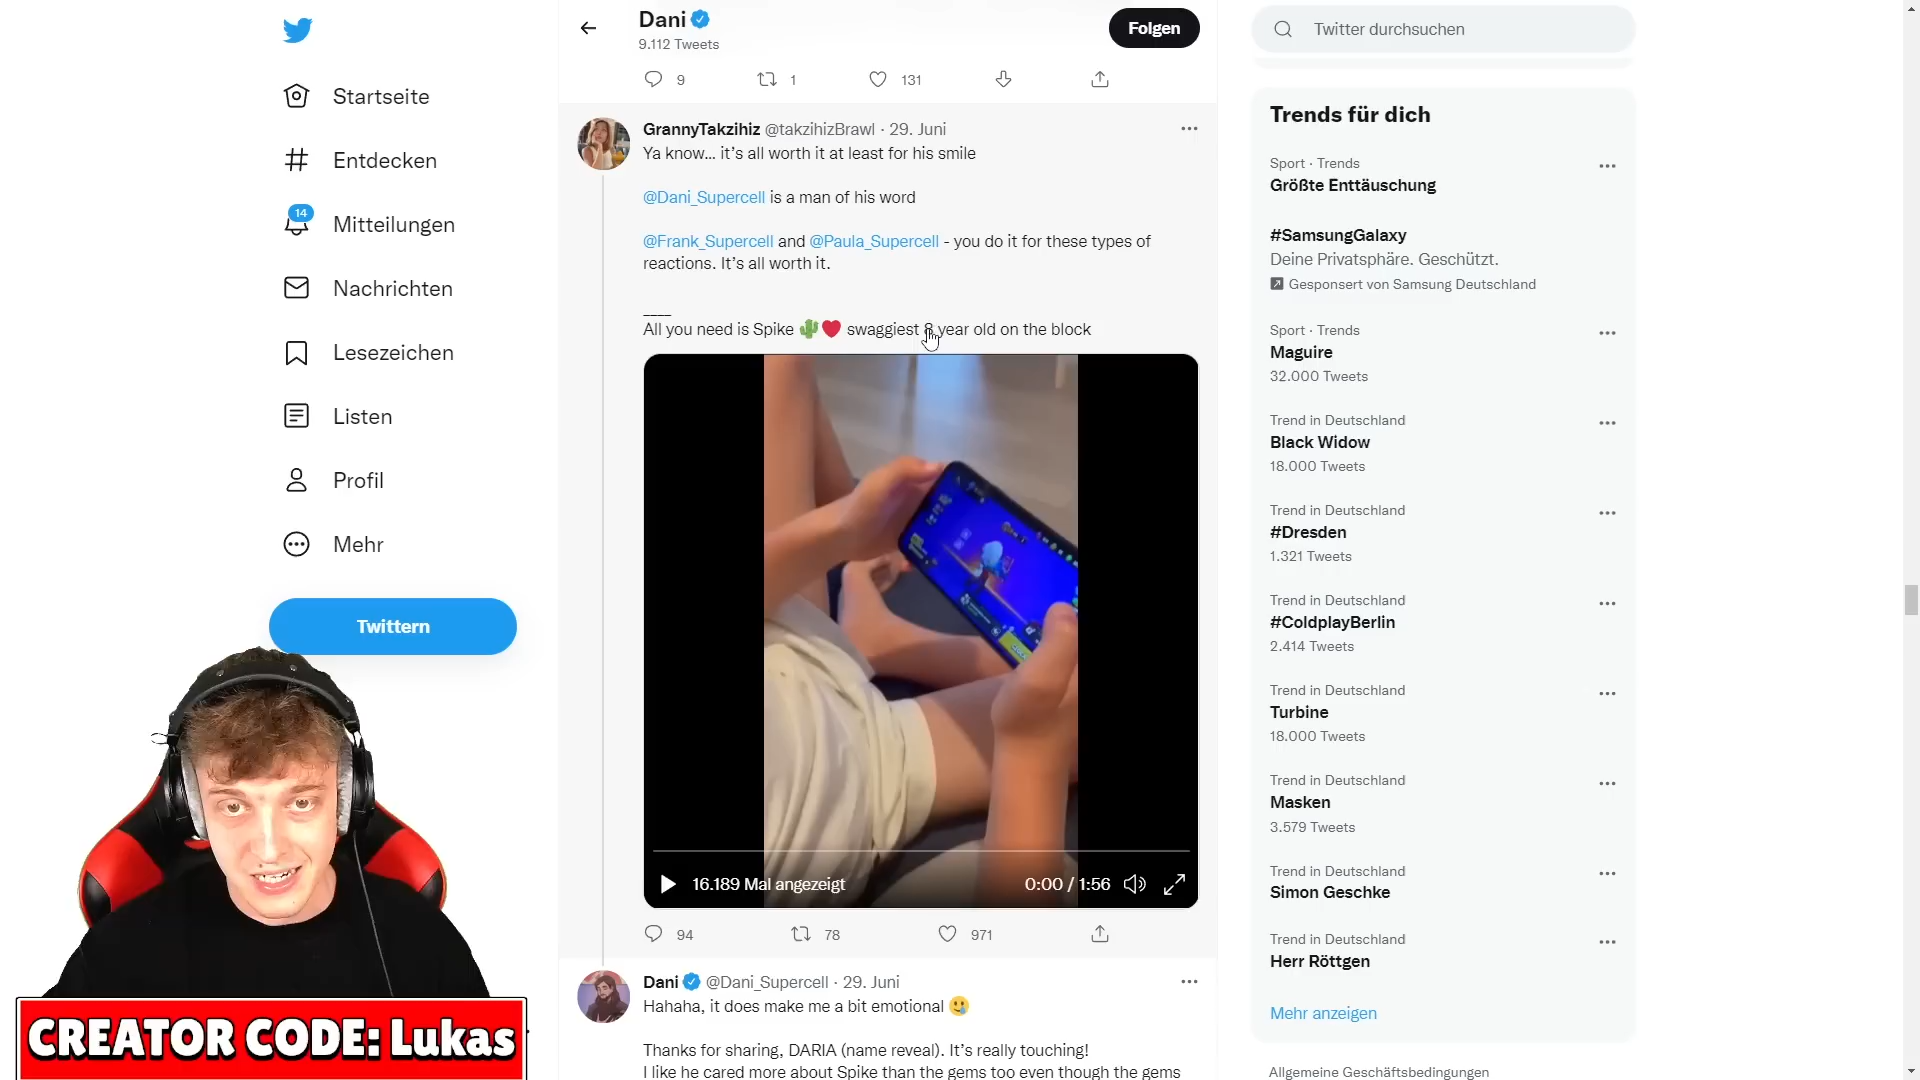 Startseite
Entdecken
14
Mitteilungen
Nachrichten
Lesezeichen
Listen
Profil
Mehr
Twittern
CREATOR CODE: Lukas
Dani
9.112 Tweets
Folgen
9 1 131
GrannyTakzihiz @takzihizBrawl · 29. Juni
Ya know... it’s all worth it at least for his smile
@Dani_Supercell is a man of his word
@Frank_Supercell and @Paula_Supercell - you do it for these types of
reactions. It’s all worth it.
____
All you need is Spike 🌵❤️ swaggiest 8 year old on the block
16.189 Mal angezeigt 0:00 / 1:56
94 78 971
Dani @Dani_Supercell · 29. Juni
Hahaha, it does make me a bit emotional 🥲
Thanks for sharing, DARIA (name reveal). It’s really touching!
I like he cared more about Spike than the gems too even though the gems
Twitter durchsuchen
Trends für dich
Sport · Trends
Größte Enttäuschung
#SamsungGalaxy
Deine Privatsphäre. Geschützt.
Gesponsert von Samsung Deutschland
Sport · Trends
Maguire
32.000 Tweets
Trend in Deutschland
Black Widow
18.000 Tweets
Trend in Deutschland
#Dresden
1.321 Tweets
Trend in Deutschland
#ColdplayBerlin
2.414 Tweets
Trend in Deutschland
Turbine
18.000 Tweets
Trend in Deutschland
Masken
3.579 Tweets
Trend in Deutschland
Simon Geschke
Trend in Deutschland
Herr Röttgen
Mehr anzeigen
Allgemeine Geschäftsbedingungen